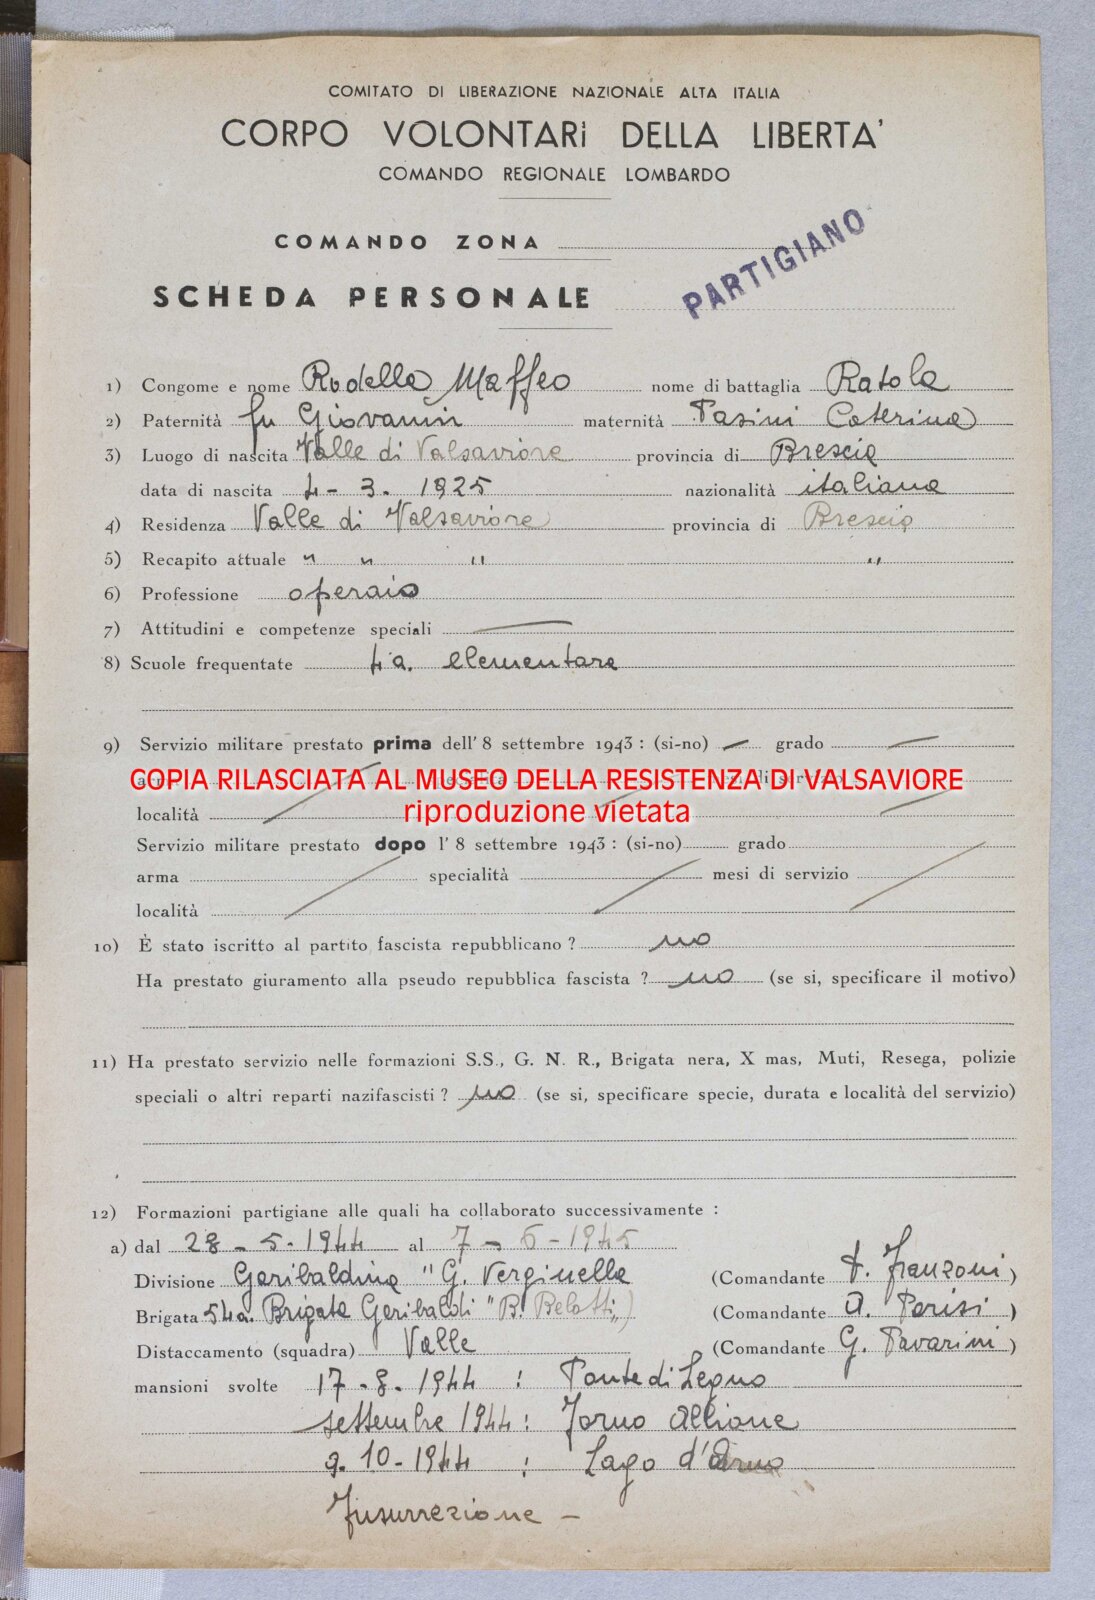 COMITATO DI LIBERAZIONE NAZIONALE ALTA ITALIA
CORPO VOLONTARi DELLA LIBERTA'
COMANDO REGIONALE LOMBARDO
COMANDO ZONA
PARTIGIANO
SCHEDA PERSONALE
1) Congome e nome Rodella Maffeo nome di battaglia Ratola
2) Paternità fu Giovanni maternità Pasini Caterina
3) Luogo di nascita Valle di Valsaviore provincia di Brescia
data di nascita 4 - 3. 1925 nazionalità italiana
4) Residenza Valle di Valsaviore provincia di Brescia
5) Recapito attuale " " " "
6) Professione operaio
7) Attitudini e competenze speciali —
8) Scuole frequentate 4a. elementare
9) Servizio militare prestato prima dell'8 settembre 1943: (si-no) — grado —
COPIA RILASCIATA AL MUSEO DELLA RESISTENZA DI VALSAVIORE
riproduzione vietata
località
Servizio militare prestato dopo l'8 settembre 1943: (si-no) grado
arma specialità mesi di servizio
località
10) È stato iscritto al partito fascista repubblicano? no
Ha prestato giuramento alla pseudo repubblica fascista? no (se si, specificare il motivo)
11) Ha prestato servizio nelle formazioni S.S., G. N. R., Brigata nera, X mas, Muti, Resega, polizie
speciali o altri reparti nazifascisti? no (se si, specificare specie, durata e località del servizio)
12) Formazioni partigiane alle quali ha collaborato successivamente:
a) dal 28 - 5. 1944 al 7 - 5 - 1945
Divisione Garibaldina "G. Verginella (Comandante F. Franzoni)
Brigata 54a. Brigata Garibaldi "B. Belotti") (Comandante A. Parisi)
Distaccamento (squadra) Valle (Comandante G. Pavarini)
mansioni svolte 17 - 8. 1944 : Ponte di Legno
settembre 1944: Forno Allione
9. 10 - 1944 : Lago d'Arno
Insurrezione -